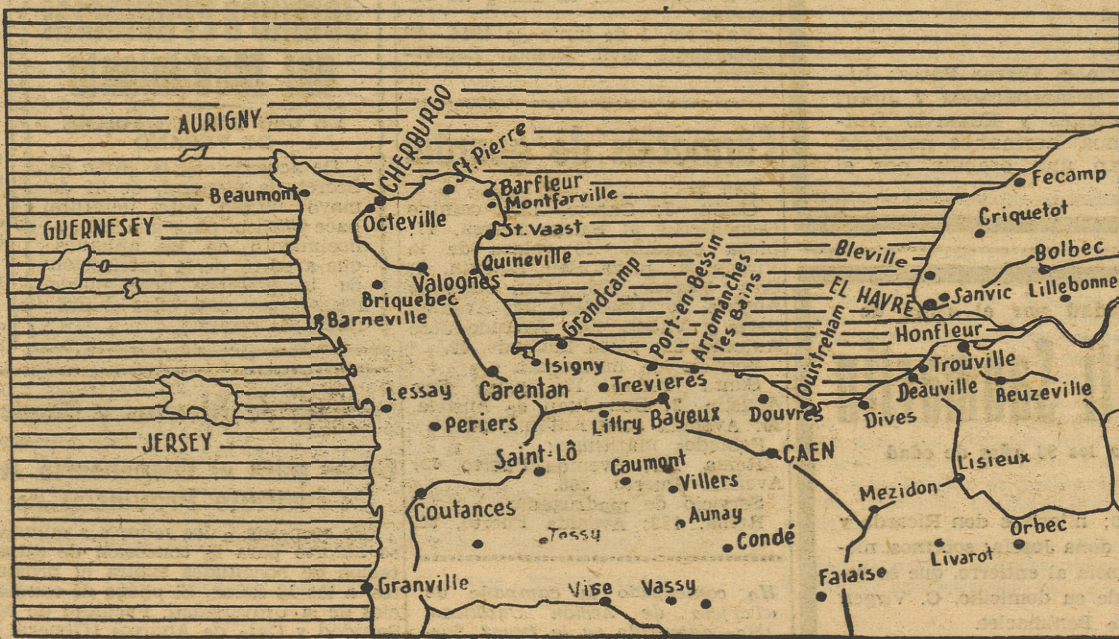 AURIGNY
CHERBURGO
St. Pierre
Beaumont
Barfleur
Montfarville
Octeville
St. Vaast
GUERNESEY
Quineville
Valognes
Briquebec
Barneville
Grandcamp
Port-en-Bessin
Arromanches
les Bains
Ouistreham
Fecamp
Criquetot
Bleville
Bolbec
EL HAVRE
Sanvic
Lillebonne
Honfleur
Trouville
Deauville
Beuzeville
Isigny
Carentan
Trevieres
Lessay
Periers
Lillry
Bayeux
Douvres
Dives
JERSEY
Saint-Lô
Caumont
Villers
CAEN
Lisieux
Mezidon
Coutances
Tessy
Aunay
Condé
Orbec
Livarot
Falaise
Granville
Vise
Vassy